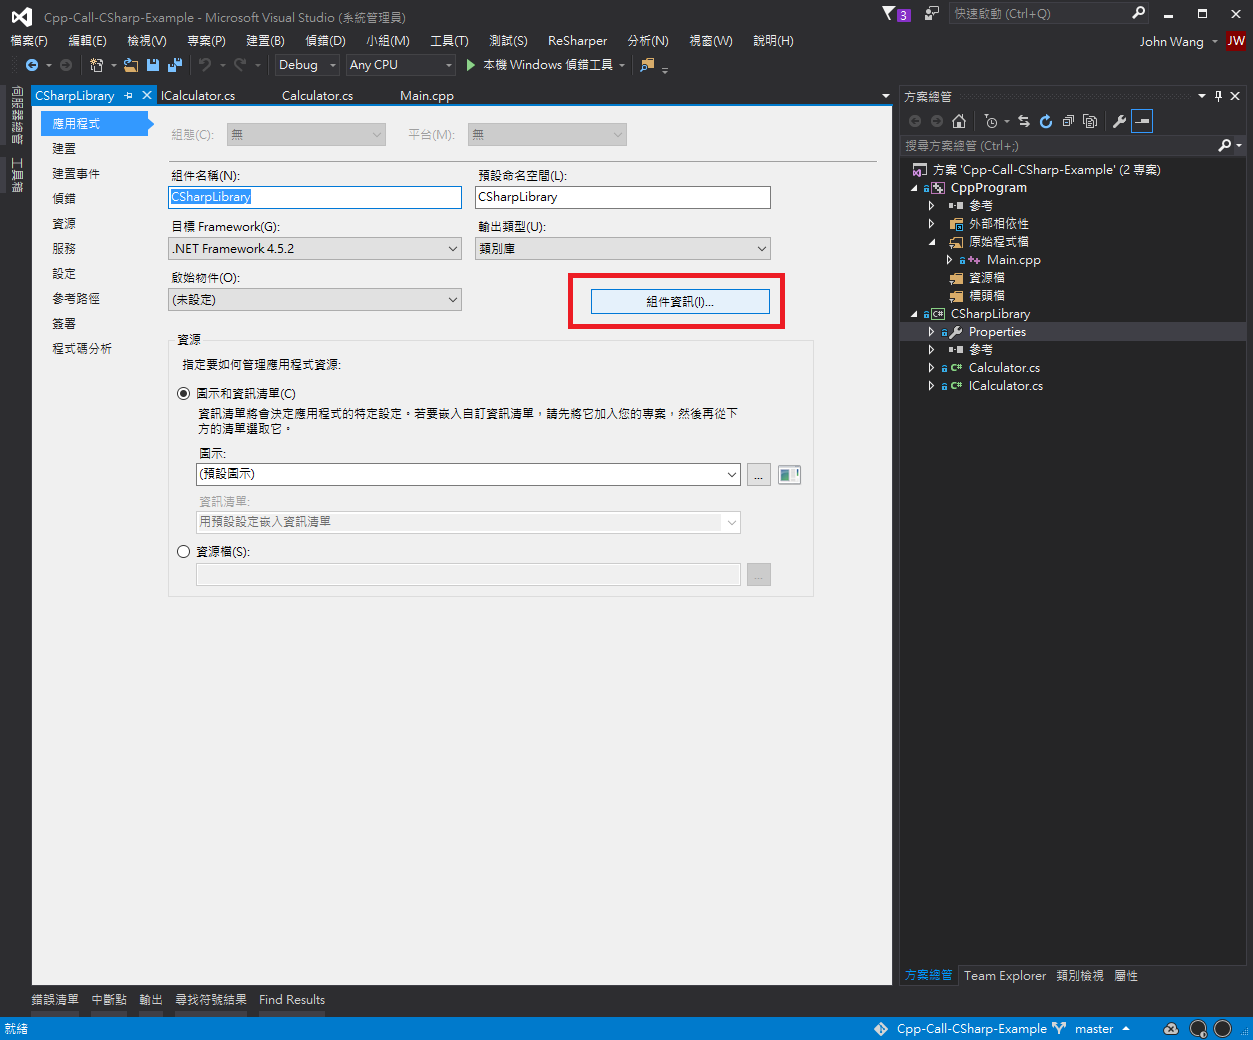 Cpp-Call-CSharp-Example - Microsoft Visual Studio (系統管理員)
3
快速啟動 (Ctrl+Q)
檔案(F) 編輯(E) 檢視(V) 專案(P) 建置(B) 偵錯(D) 小組(M) 工具(T) 測試(S) ReSharper 分析(N) 視窗(W) 說明(H)
John Wang JW
Debug Any CPU 本機 Windows 偵錯工具
伺服器總管
工具箱
CSharpLibrary ICalculator.cs Calculator.cs Main.cpp
應用程式
建置
建置事件
偵錯
資源
服務
設定
參考路徑
簽署
程式碼分析
組態(C): 無 平台(M): 無
組件名稱(N): 預設命名空間(L):
CSharpLibrary CSharpLibrary
目標 Framework(G): 輸出類型(U):
.NET Framework 4.5.2 類別庫
啟始物件(O):
(未設定) 組件資訊(I)...
資源
指定要如何管理應用程式資源:
圖示和資訊清單(C)
資訊清單將會決定應用程式的特定設定。若要嵌入自訂資訊清單，請先將它加入您的專案，然後再從下
方的清單選取它。
圖示:
(預設圖示) ...
資訊清單:
用預設設定嵌入資訊清單
資源檔(S):
...
方案總管
搜尋方案總管 (Ctrl+;)
方案 'Cpp-Call-CSharp-Example' (2 專案)
CppProgram
參考
外部相依性
原始程式檔
Main.cpp
資源檔
標頭檔
C# CSharpLibrary
Properties
參考
C# Calculator.cs
C# ICalculator.cs
方案總管 Team Explorer 類別檢視 屬性
錯誤清單 中斷點 輸出 尋找符號結果 Find Results
就緒
Cpp-Call-CSharp-Example master